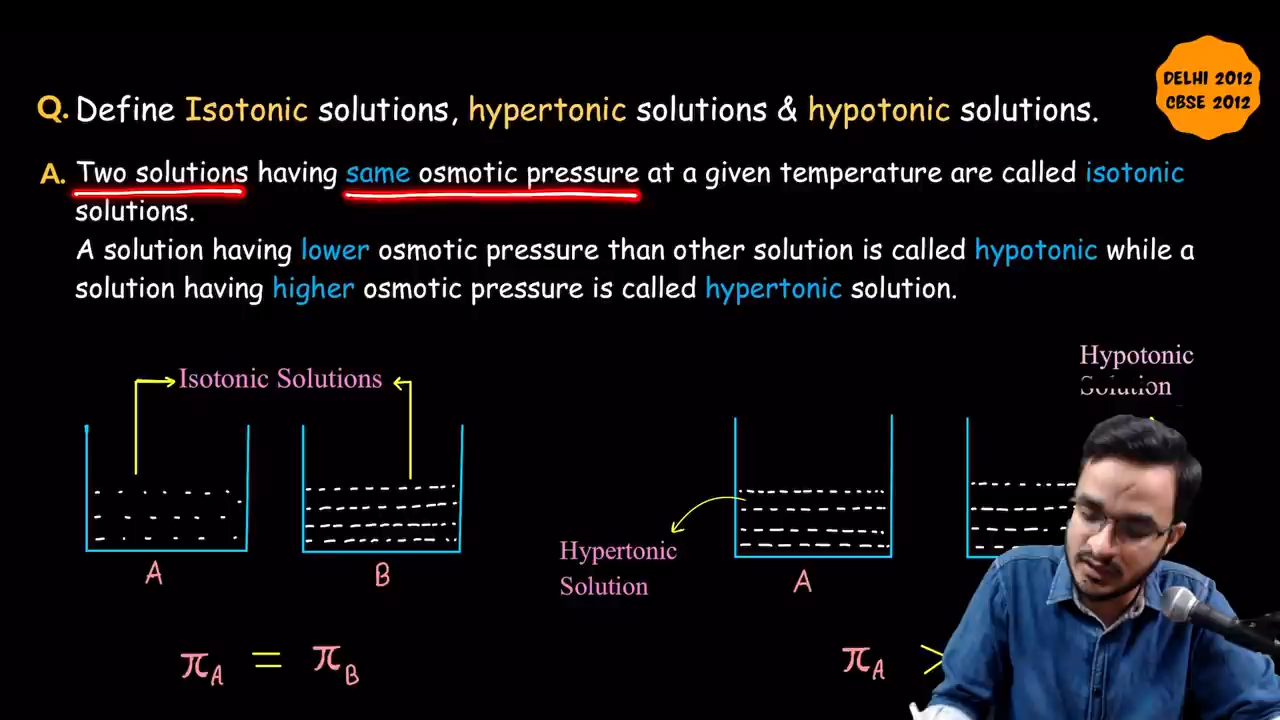 DELHI 2012
CBSE 2012
Q. Define Isotonic solutions, hypertonic solutions & hypotonic solutions.
A. Two solutions having same osmotic pressure at a given temperature are called isotonic
solutions.
A solution having lower osmotic pressure than other solution is called hypotonic while a
solution having higher osmotic pressure is called hypertonic solution.
Isotonic Solutions
A
B
πA = πB
Hypotonic
Solution
Hypertonic
Solution
A
πA >